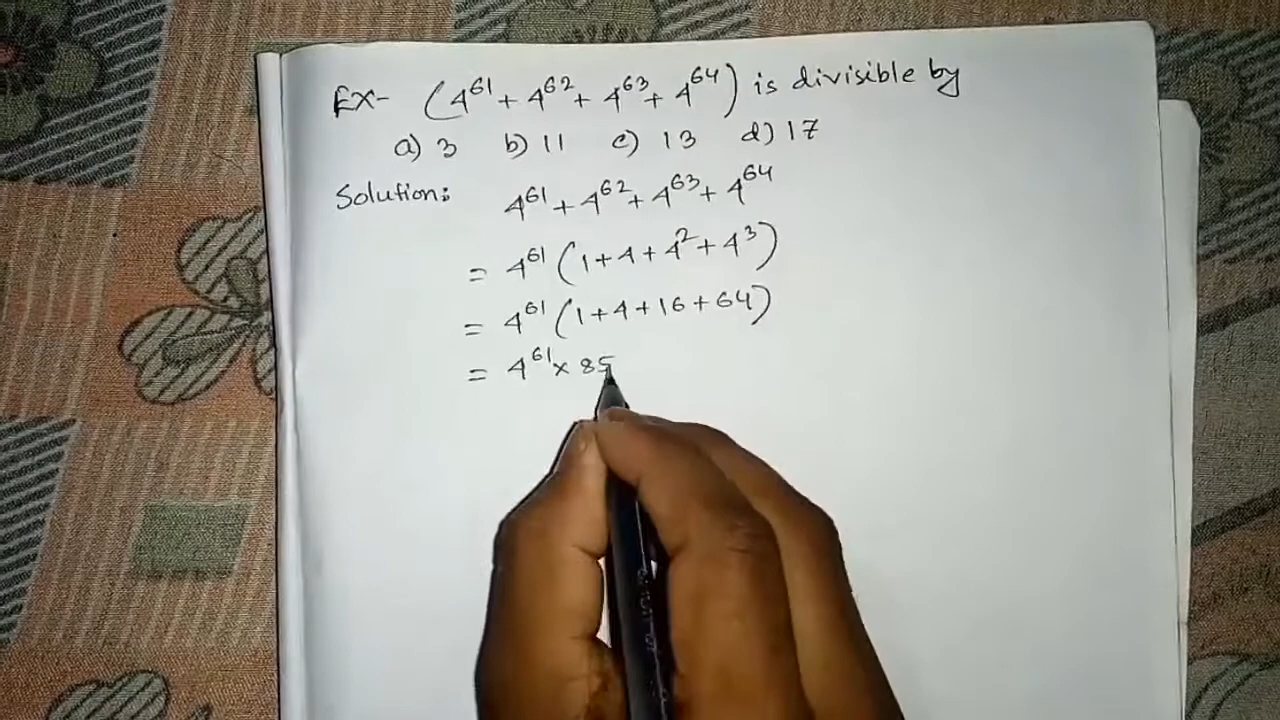 Ex- (4^61 + 4^62 + 4^63 + 4^64) is divisible by
a) 3 b) 11 c) 13 d) 17
Solution: 4^61 + 4^62 + 4^63 + 4^64
= 4^61 (1 + 4 + 4^2 + 4^3)
= 4^61 (1 + 4 + 16 + 64)
= 4^61 × 85